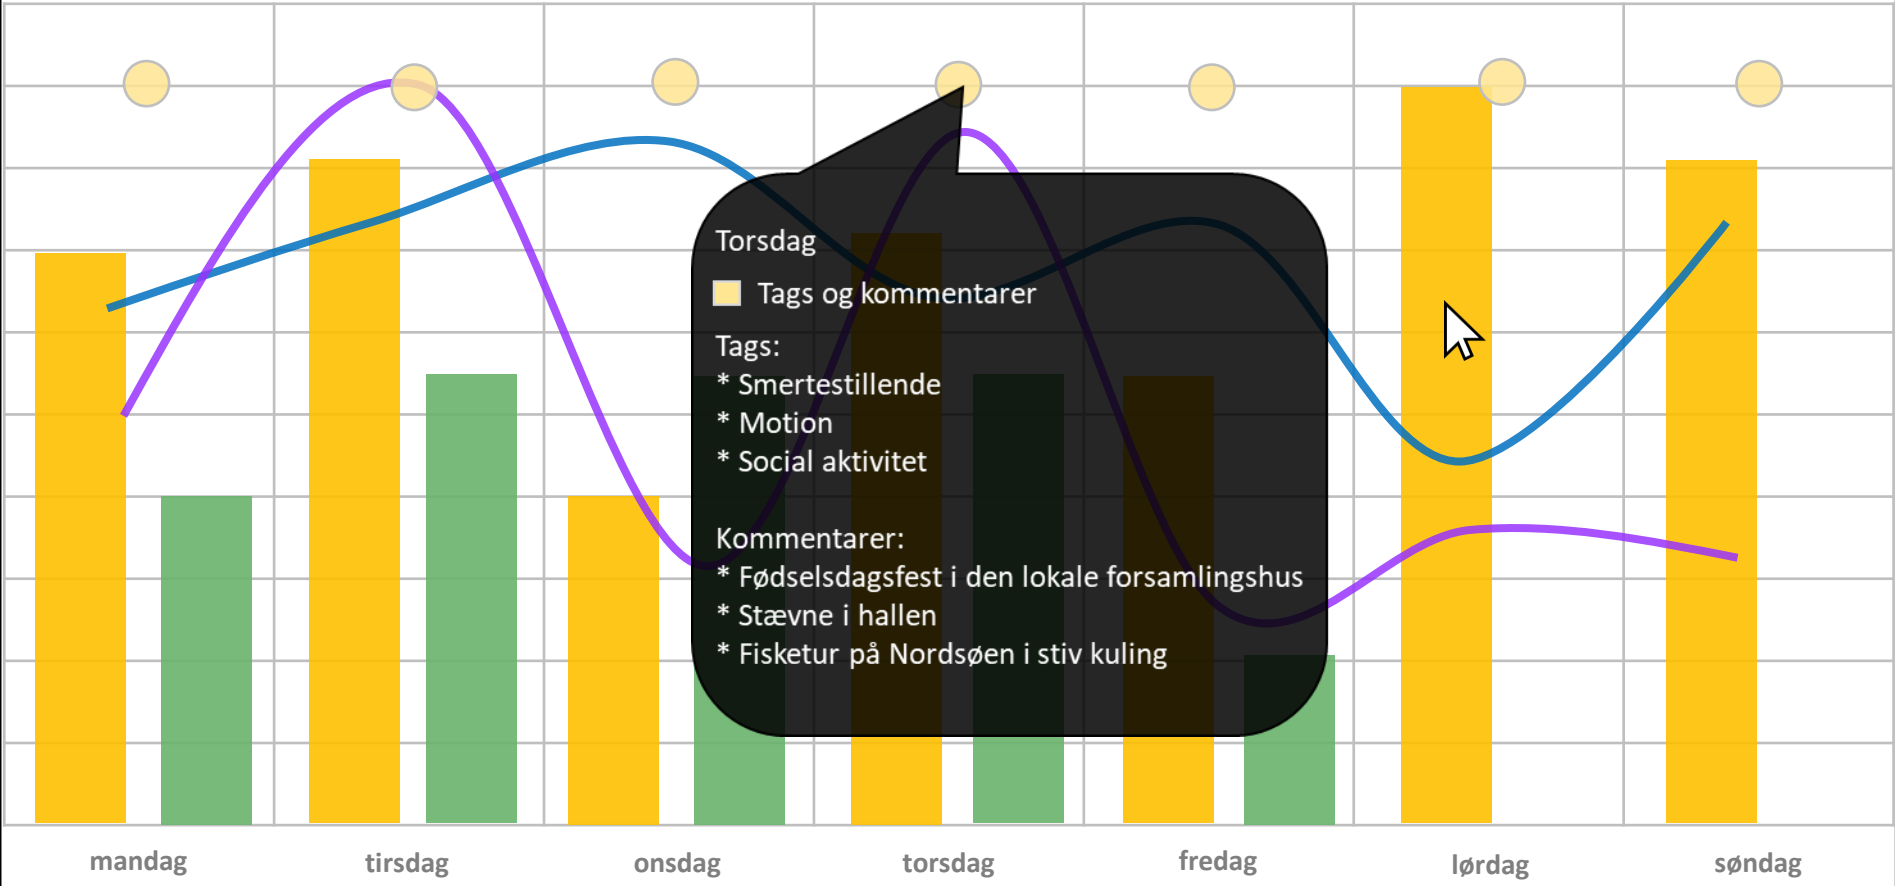 Torsdag
Tags og kommentarer
Tags:
* Smertestillende
* Motion
* Social aktivitet
Kommentarer:
* Fødselsdagsfest i den lokale forsamlingshus
* Stævne i hallen
* Fisketur på Nordsøen i stiv kuling
mandag tirsdag onsdag torsdag fredag lørdag søndag